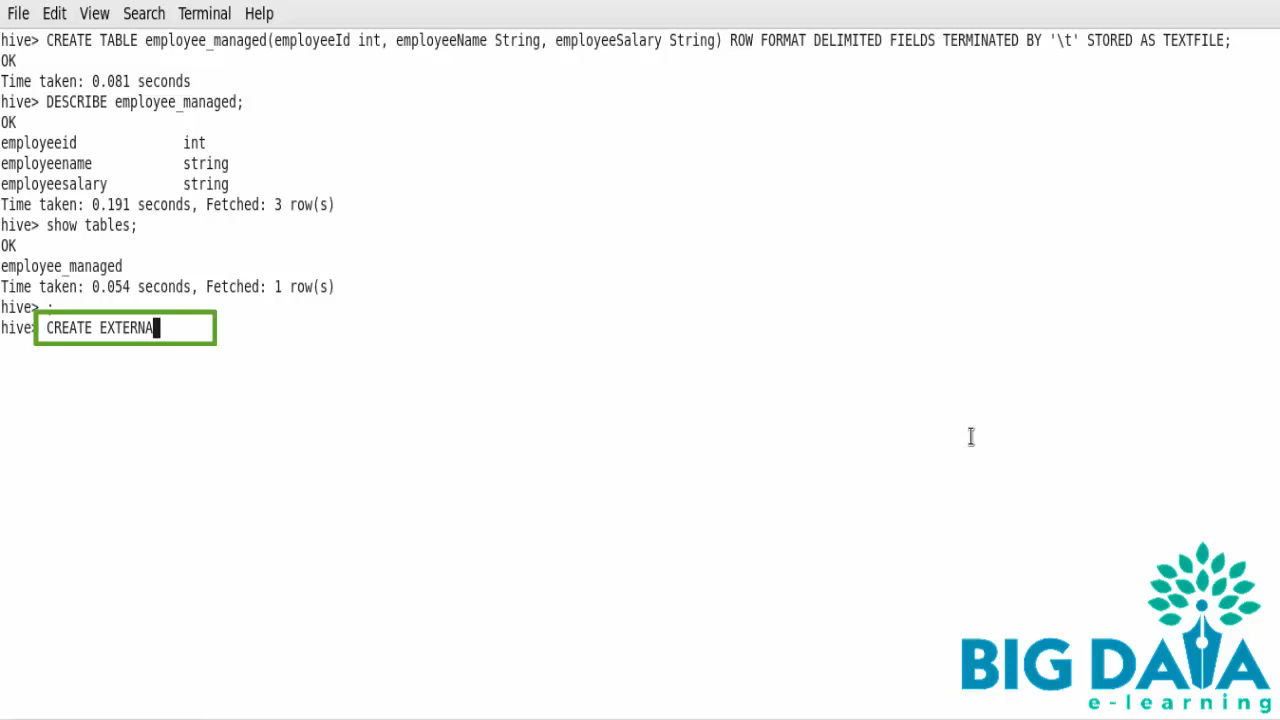 File Edit View Search Terminal Help
hive> CREATE TABLE employee_managed(employeeId int, employeeName String, employeeSalary String) ROW FORMAT DELIMITED FIELDS TERMINATED BY '\t' STORED AS TEXTFILE;
OK
Time taken: 0.081 seconds
hive> DESCRIBE employee_managed;
OK
employeeid int
employeename string
employeesalary string
Time taken: 0.191 seconds, Fetched: 3 row(s)
hive> show tables;
OK
employee_managed
Time taken: 0.054 seconds, Fetched: 1 row(s)
hive> ;
hive> CREATE EXTERNA
BIG DATA
e-learning